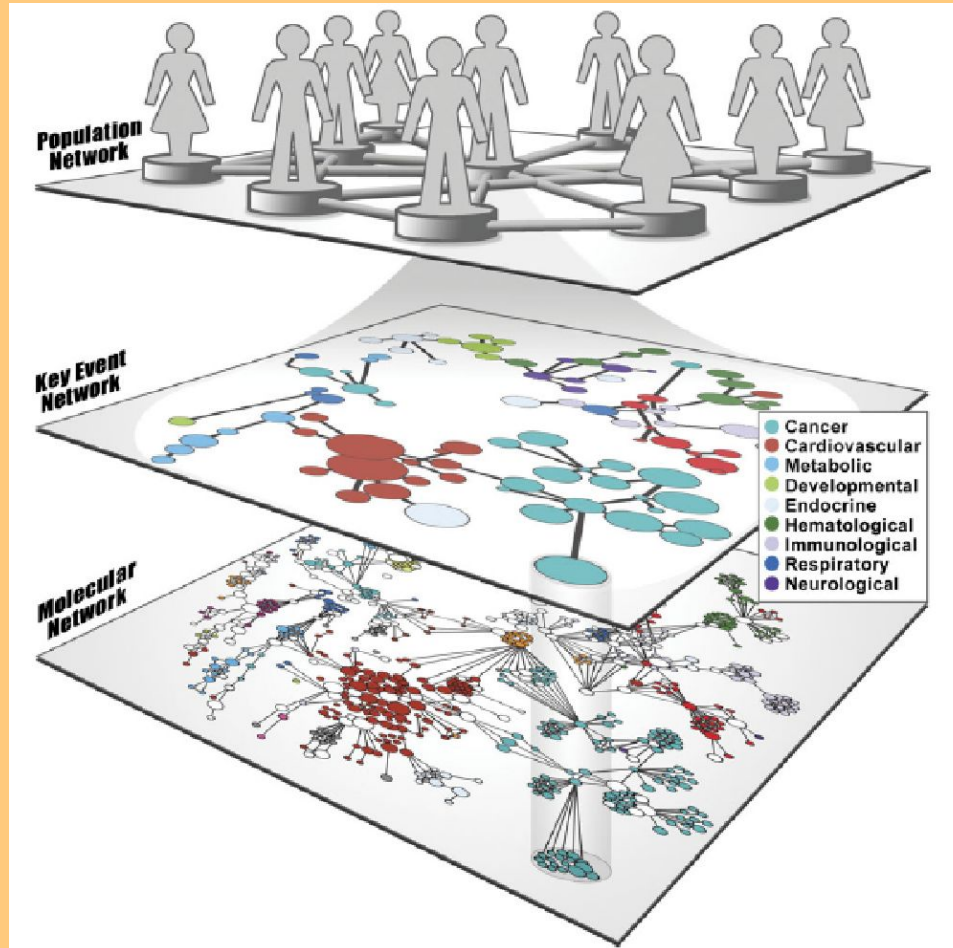 Population
Network
Key Event
Network
Cancer
Cardiovascular
Metabolic
Developmental
Endocrine
Hematological
Immunological
Respiratory
Neurological
Molecular
Network